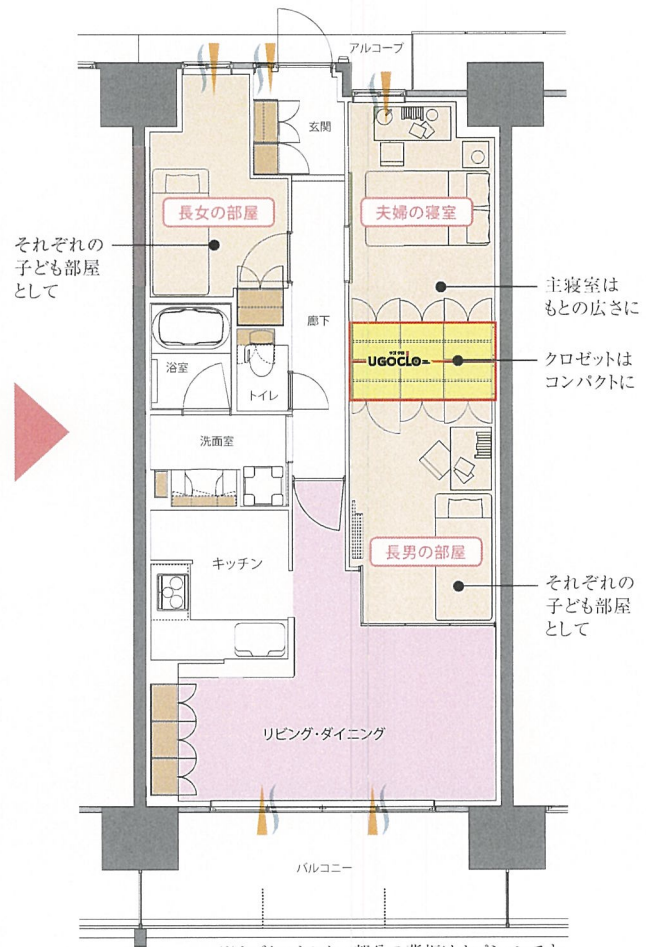 アルコーブ
玄関
長女の部屋
夫婦の寝室
それぞれの
子ども部屋
として
主寝室は
もとの広さに
廊下
UGOCLO
クロゼットは
コンパクトに
浴室
トイレ
洗面室
キッチン
長男の部屋
それぞれの
子ども部屋
として
リビング・ダイニング
バルコニー